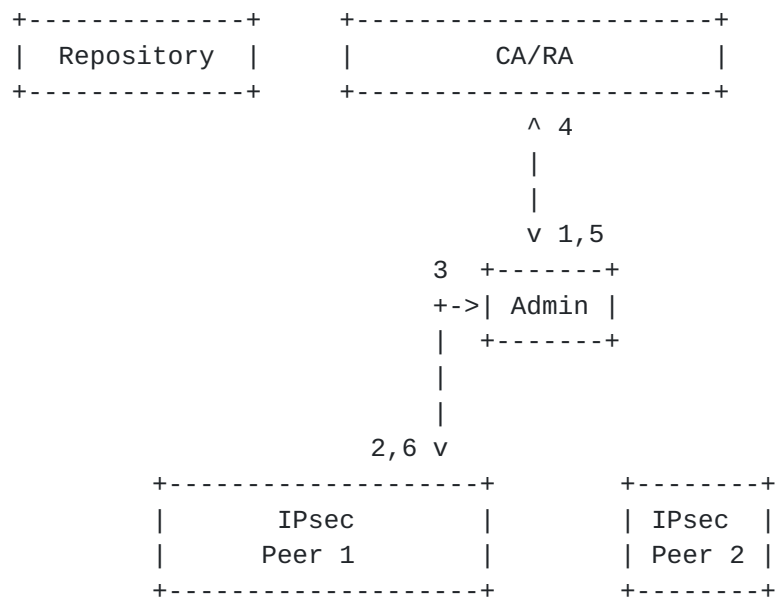 Repository CA/RA
^ 4
v 1,5
3
+->| Admin |
2,6 v
IPsec IPsec
Peer 1 Peer 2